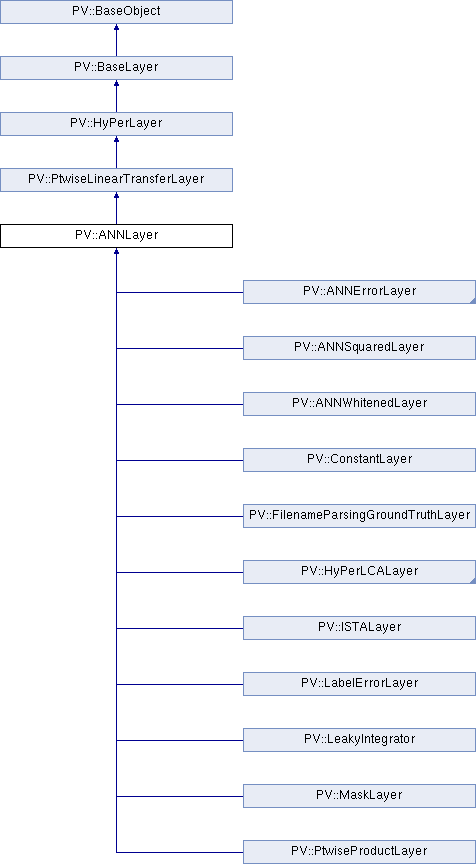 PV::BaseObject
PV::BaseLayer
PV::HyPerLayer
PV::PtwiseLinearTransferLayer
PV::ANNLayer
PV::ANNErrorLayer
PV::ANNSquaredLayer
PV::ANNWhitenedLayer
PV::ConstantLayer
PV::FilenameParsingGroundTruthLayer
PV::HyPerLCALayer
PV::ISTALayer
PV::LabelErrorLayer
PV::LeakyIntegrator
PV::MaskLayer
PV::PtwiseProductLayer